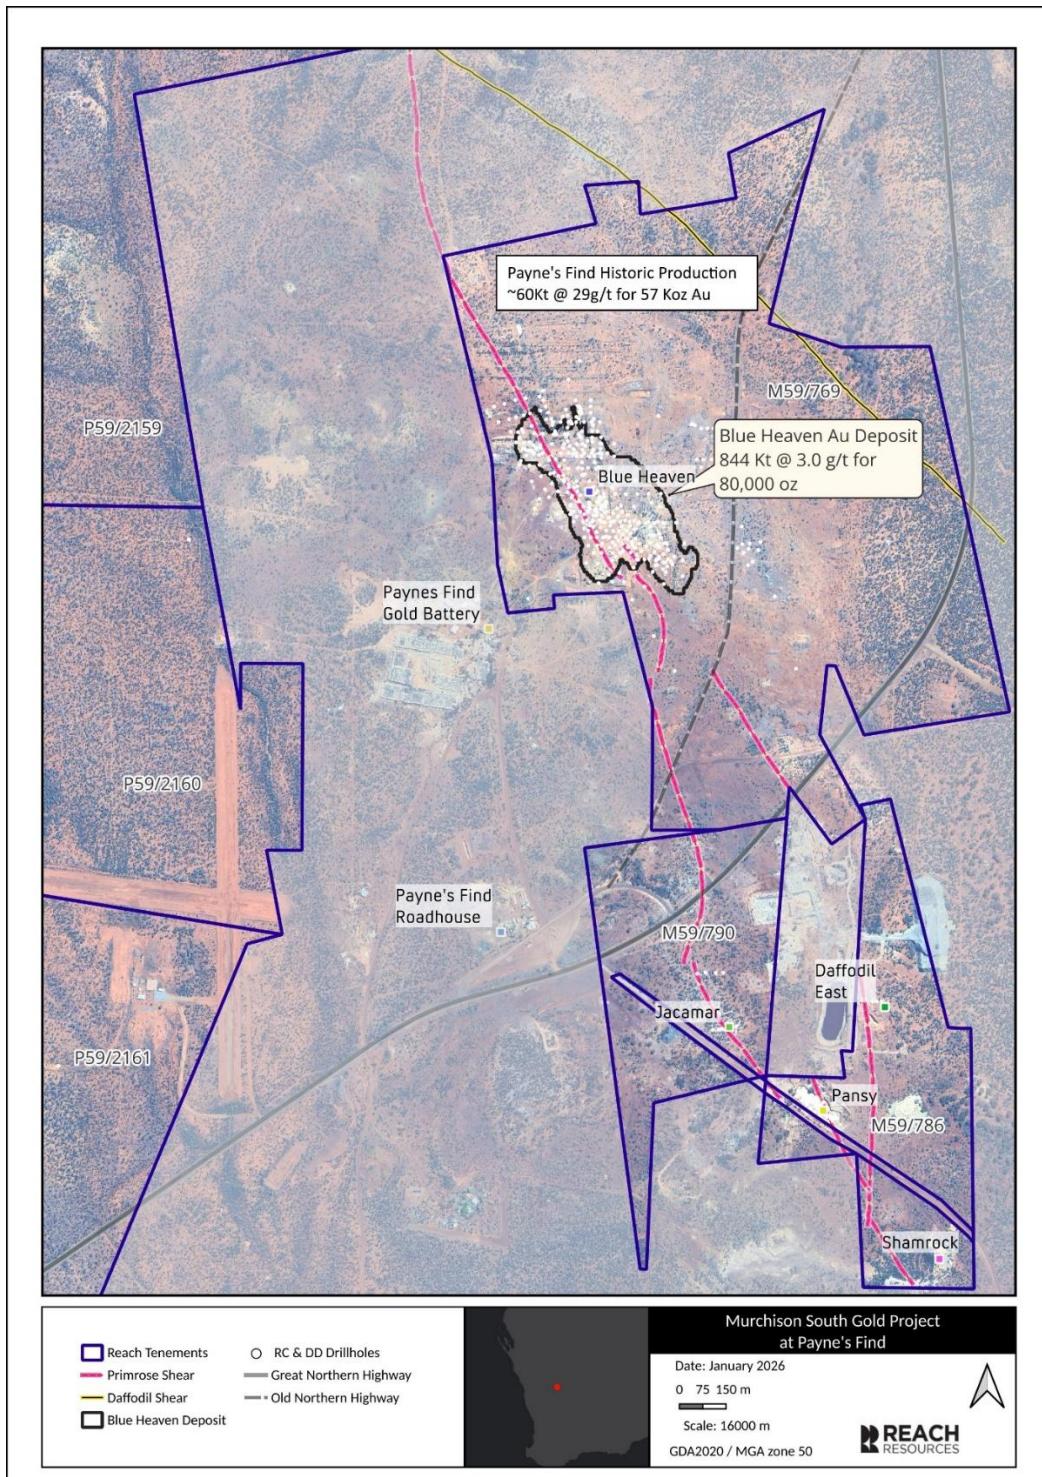 Payne's Find Historic Production
~60Kt @ 29g/t for 57 Koz Au
M59/769
P59/2159
Blue Heaven Au Deposit
844 Kt @ 3.0 g/t for
80,000 oz
Blue Heaven
Paynes Find
Gold Battery
P59/2160
Payne's Find
Roadhouse
M59/790
Daffodil
East
Jacamar
P59/2161
Pansy
M59/786
Shamrock
Reach Tenements
Primrose Shear
Daffodil Shear
Blue Heaven Deposit
RC & DD Drillholes
Great Northern Highway
Old Northern Highway
Murchison South Gold Project
at Payne's Find
Date: January 2026
0 75 150 m
Scale: 16000 m
GDA2020 / MGA zone 50
REACH
RESOURCES